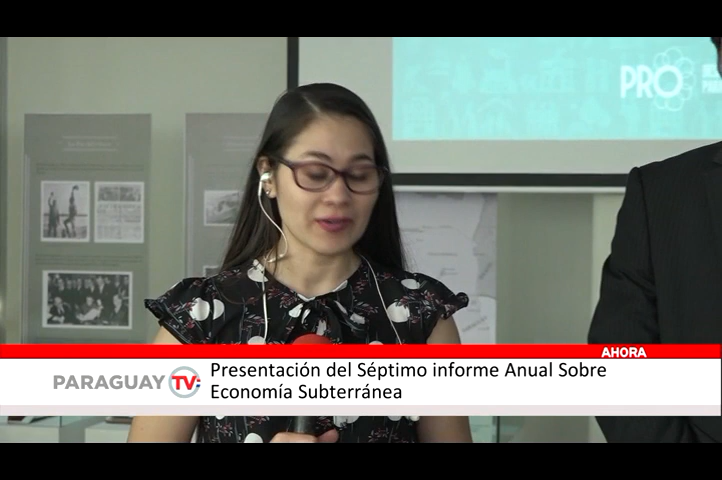 PRO
AHORA
PARAGUAY TV
Presentación del Séptimo informe Anual Sobre
Economía Subterránea